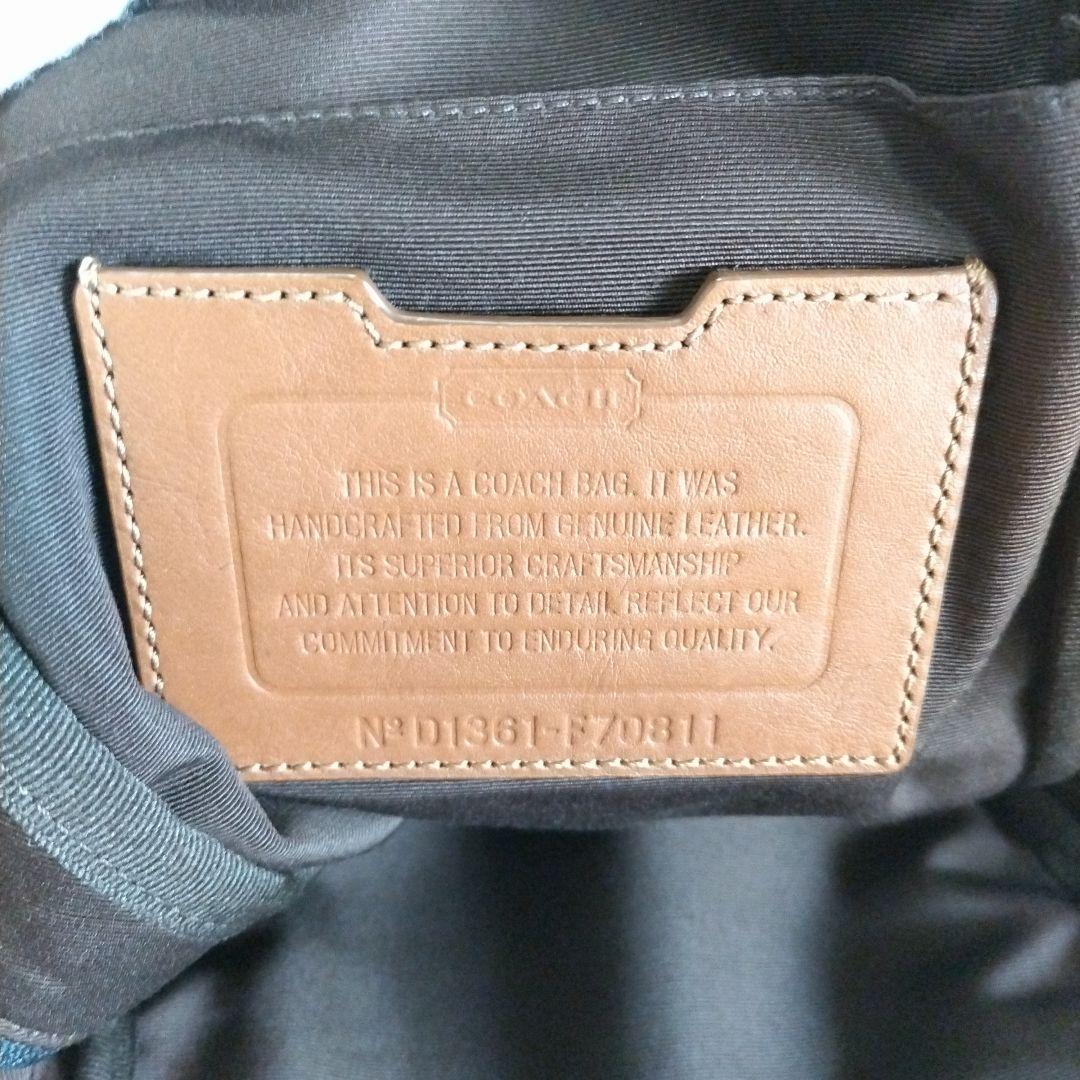 COACH
THIS IS A COACH BAG. IT WAS
HANDCRAFTED FROM GENUINE LEATHER.
ITS SUPERIOR CRAFTSMANSHIP
AND ATTENTION TO DETAIL REFLECT OUR
COMMITMENT TO ENDURING QUALITY.
Nº D1361-F70811